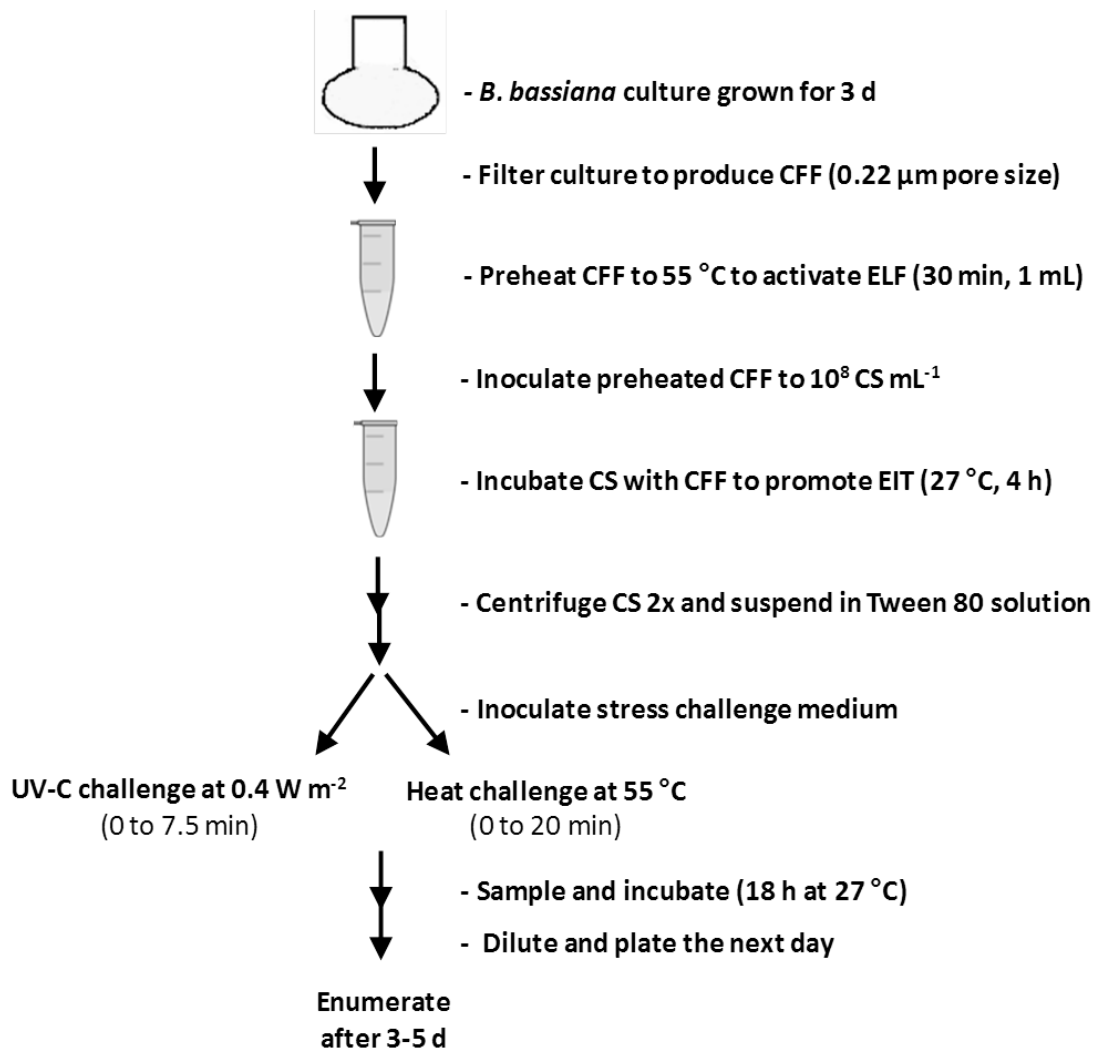 - B. bassiana culture grown for 3 d
- Filter culture to produce CFF (0.22 µm pore size)
- Preheat CFF to 55 °C to activate ELF (30 min, 1 mL)
- Inoculate preheated CFF to 10⁸ CS mL⁻¹
- Incubate CS with CFF to promote EIT (27 °C, 4 h)
- Centrifuge CS 2x and suspend in Tween 80 solution
- Inoculate stress challenge medium
UV-C challenge at 0.4 W m⁻²
(0 to 7.5 min)
Heat challenge at 55 °C
(0 to 20 min)
- Sample and incubate (18 h at 27 °C)
- Dilute and plate the next day
Enumerate
after 3-5 d